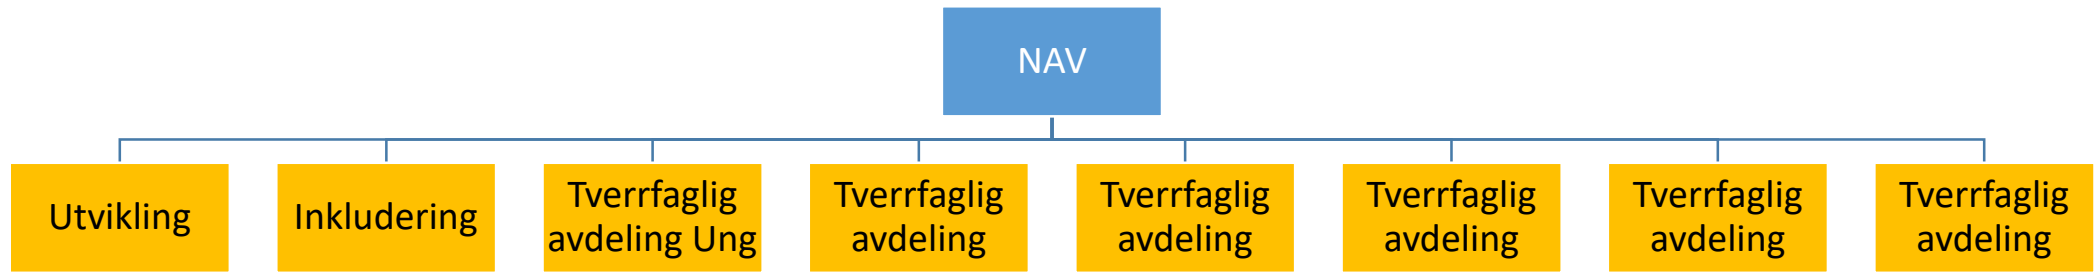 NAV
Utvikling
Inkludering
Tverrfaglig
avdeling Ung
Tverrfaglig
avdeling
Tverrfaglig
avdeling
Tverrfaglig
avdeling
Tverrfaglig
avdeling
Tverrfaglig
avdeling